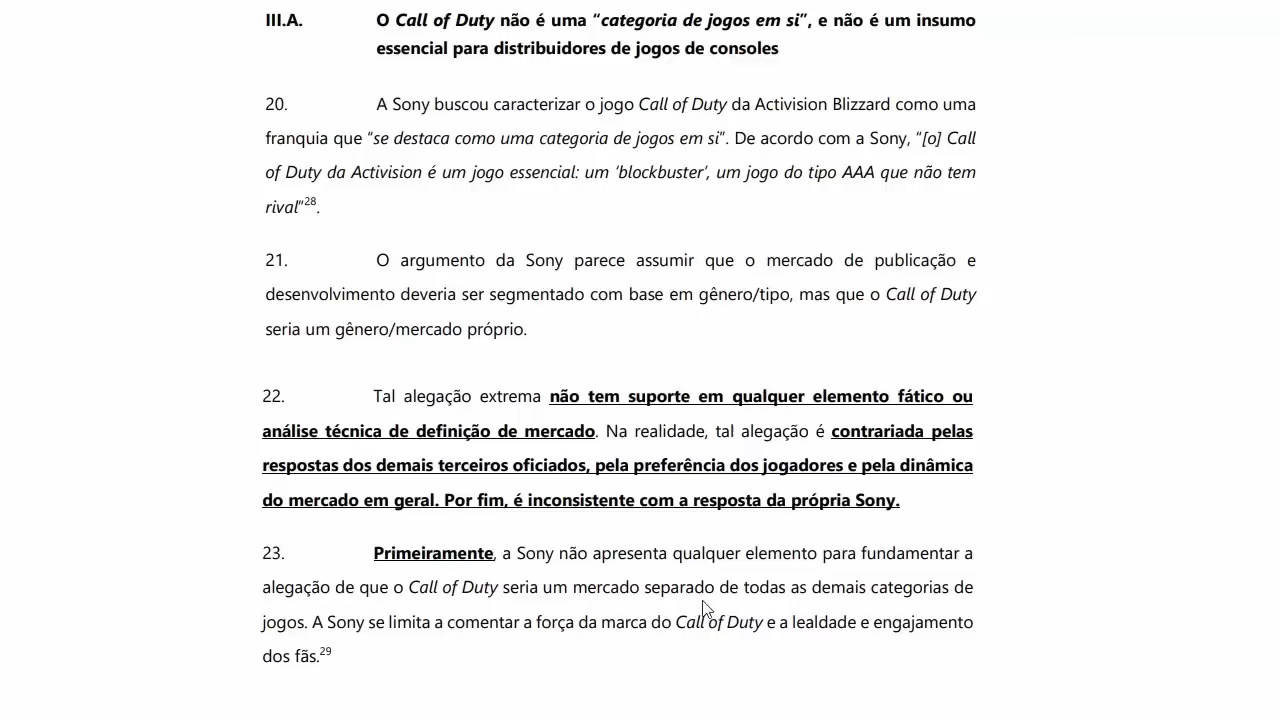 III.A. O Call of Duty não é uma “categoria de jogos em si”, e não é um insumo
essencial para distribuidores de jogos de consoles
20. A Sony buscou caracterizar o jogo Call of Duty da Activision Blizzard como uma
franquia que “se destaca como uma categoria de jogos em si”. De acordo com a Sony, “[o] Call
of Duty da Activision é um jogo essencial: um ‘blockbuster’, um jogo do tipo AAA que não tem
rival”28.
21. O argumento da Sony parece assumir que o mercado de publicação e
desenvolvimento deveria ser segmentado com base em gênero/tipo, mas que o Call of Duty
seria um gênero/mercado próprio.
22. Tal alegação extrema não tem suporte em qualquer elemento fático ou
análise técnica de definição de mercado. Na realidade, tal alegação é contrariada pelas
respostas dos demais terceiros oficiados, pela preferência dos jogadores e pela dinâmica
do mercado em geral. Por fim, é inconsistente com a resposta da própria Sony.
23. Primeiramente, a Sony não apresenta qualquer elemento para fundamentar a
alegação de que o Call of Duty seria um mercado separado de todas as demais categorias de
jogos. A Sony se limita a comentar a força da marca do Call of Duty e a lealdade e engajamento
dos fãs.29